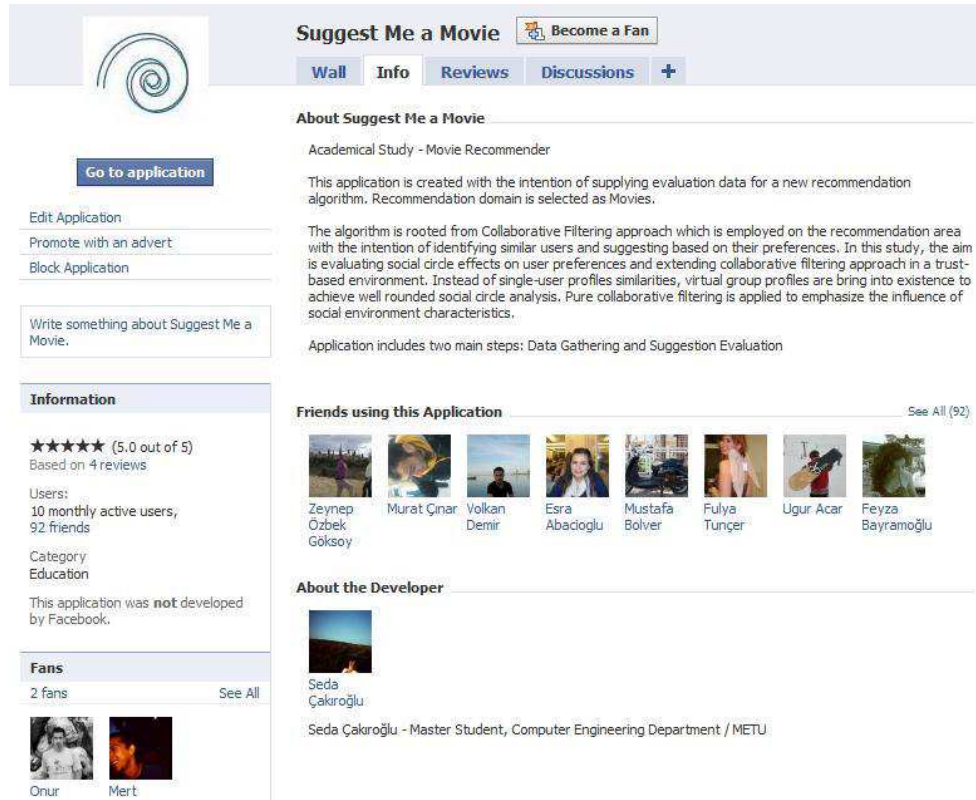 Suggest Me a Movie
Become a Fan
Wall Info Reviews Discussions +
Go to application
Edit Application
Promote with an advert
Block Application
Write something about Suggest Me a
Movie.
Information
★★★★★ (5.0 out of 5)
Based on 4 reviews
Users:
10 monthly active users,
92 friends
Category
Education
This application was not developed
by Facebook.
Fans
2 fans See All
Onur Mert
About Suggest Me a Movie
Academical Study - Movie Recommender
This application is created with the intention of supplying evaluation data for a new recommendation
algorithm. Recommendation domain is selected as Movies.
The algorithm is rooted from Collaborative Filtering approach which is employed on the recommendation area
with the intention of identifying similar users and suggesting based on their preferences. In this study, the aim
is evaluating social circle effects on user preferences and extending collaborative filtering approach in a trust-
based environment. Instead of single-user profiles similarities, virtual group profiles are bring into existence to
achieve well rounded social circle analysis. Pure collaborative filtering is applied to emphasize the influence of
social environment characteristics.
Application includes two main steps: Data Gathering and Suggestion Evaluation
Friends using this Application See All (92)
Zeynep Murat Çınar Volkan Esra Mustafa Fulya Ugur Acar Feyza
Özbek Demir Abacioglu Bolver Tunçer Bayramoğlu
Göksoy
About the Developer
Seda
Çakıroğlu
Seda Çakıroğlu - Master Student, Computer Engineering Department / METU